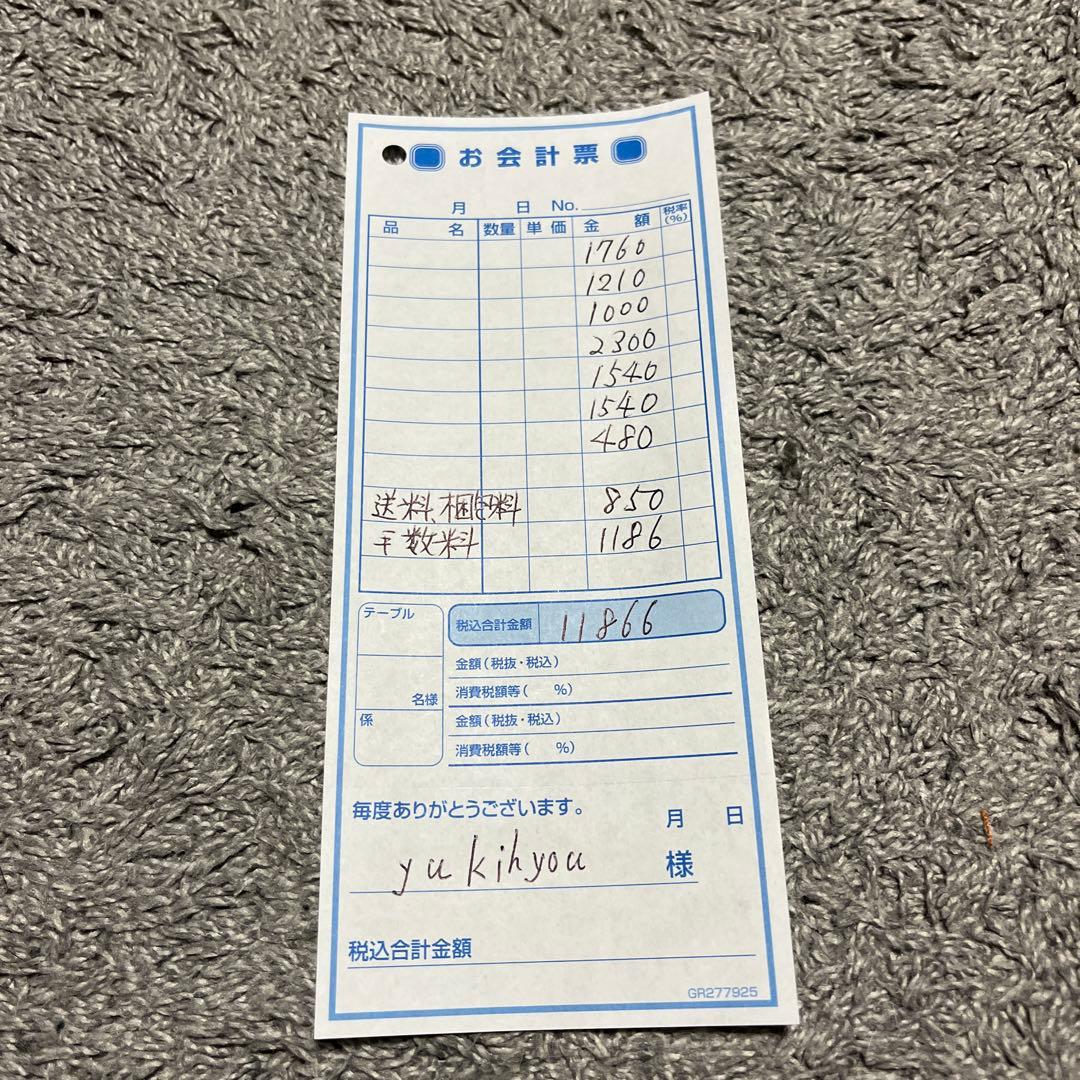 お会計票
月 日 No.
品名 数量 単価 金額 税率(%)
1760
1210
1000
2300
1540
1540
480
送料、梱包料 850
手数料 1186
テーブル
税込合計金額 11866
金額(税抜・税込)
名様
消費税額等( %)
係
金額(税抜・税込)
消費税額等( %)
毎度ありがとうございます。
月 日
yukihyou 様
税込合計金額
GR277925